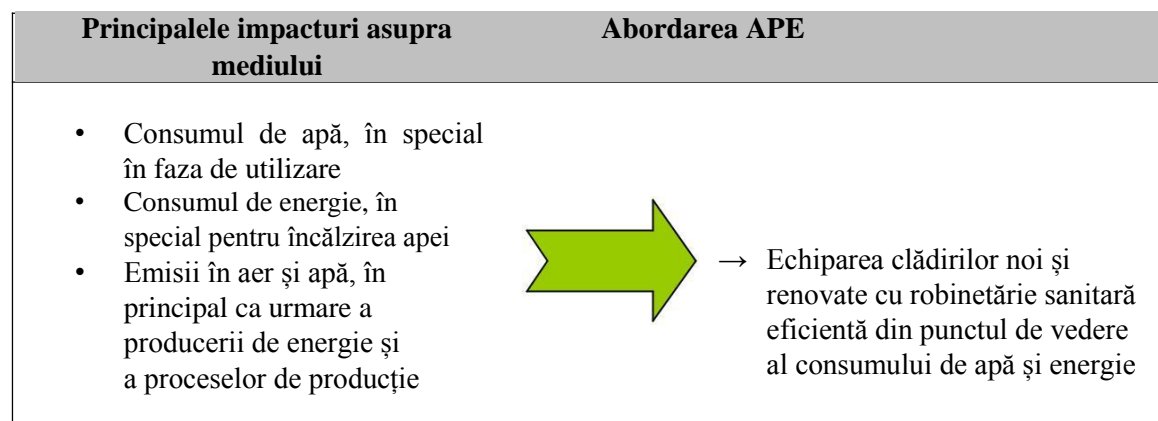 Principalele impacturi asupra
mediului
Abordarea APE
• Consumul de apă, în special
în faza de utilizare
• Consumul de energie, în
special pentru încălzirea apei
• Emisii în aer și apă, în
principal ca urmare a
producerii de energie și
a proceselor de producție
→ Echiparea clădirilor noi și
renovate cu robinetărie sanitară
eficientă din punctul de vedere
al consumului de apă și energie